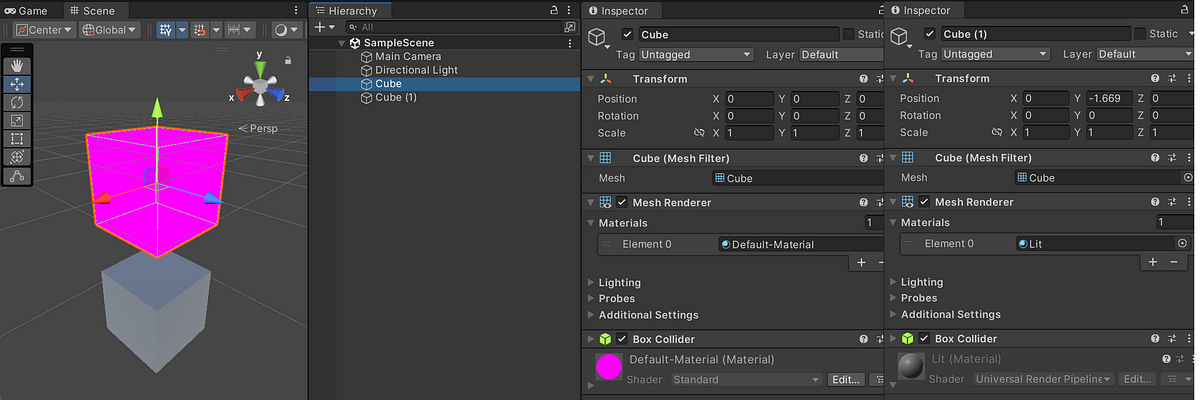 Game
Scene
Center
Global
y
x
z
Persp
Hierarchy
All
SampleScene
Main Camera
Directional Light
Cube
Cube (1)
Inspector
Cube
Static
Tag Untagged Layer Default
Transform
Position X 0 Y 0 Z 0
Rotation X 0 Y 0 Z 0
Scale X 1 Y 1 Z 1
Cube (Mesh Filter)
Mesh Cube
Mesh Renderer
Materials 1
Element 0 Default-Material
+ −
Lighting
Probes
Additional Settings
Box Collider
Default-Material (Material)
Shader Standard Edit...
Inspector
Cube (1) Static
Tag Untagged Layer Default
Transform
Position X 0 Y -1.669 Z 0
Rotation X 0 Y 0 Z 0
Scale X 1 Y 1 Z 1
Cube (Mesh Filter)
Mesh Cube
Mesh Renderer
Materials 1
Element 0 Lit
+ −
Lighting
Probes
Additional Settings
Box Collider
Lit (Material)
Shader Universal Render Pipeline Edit...